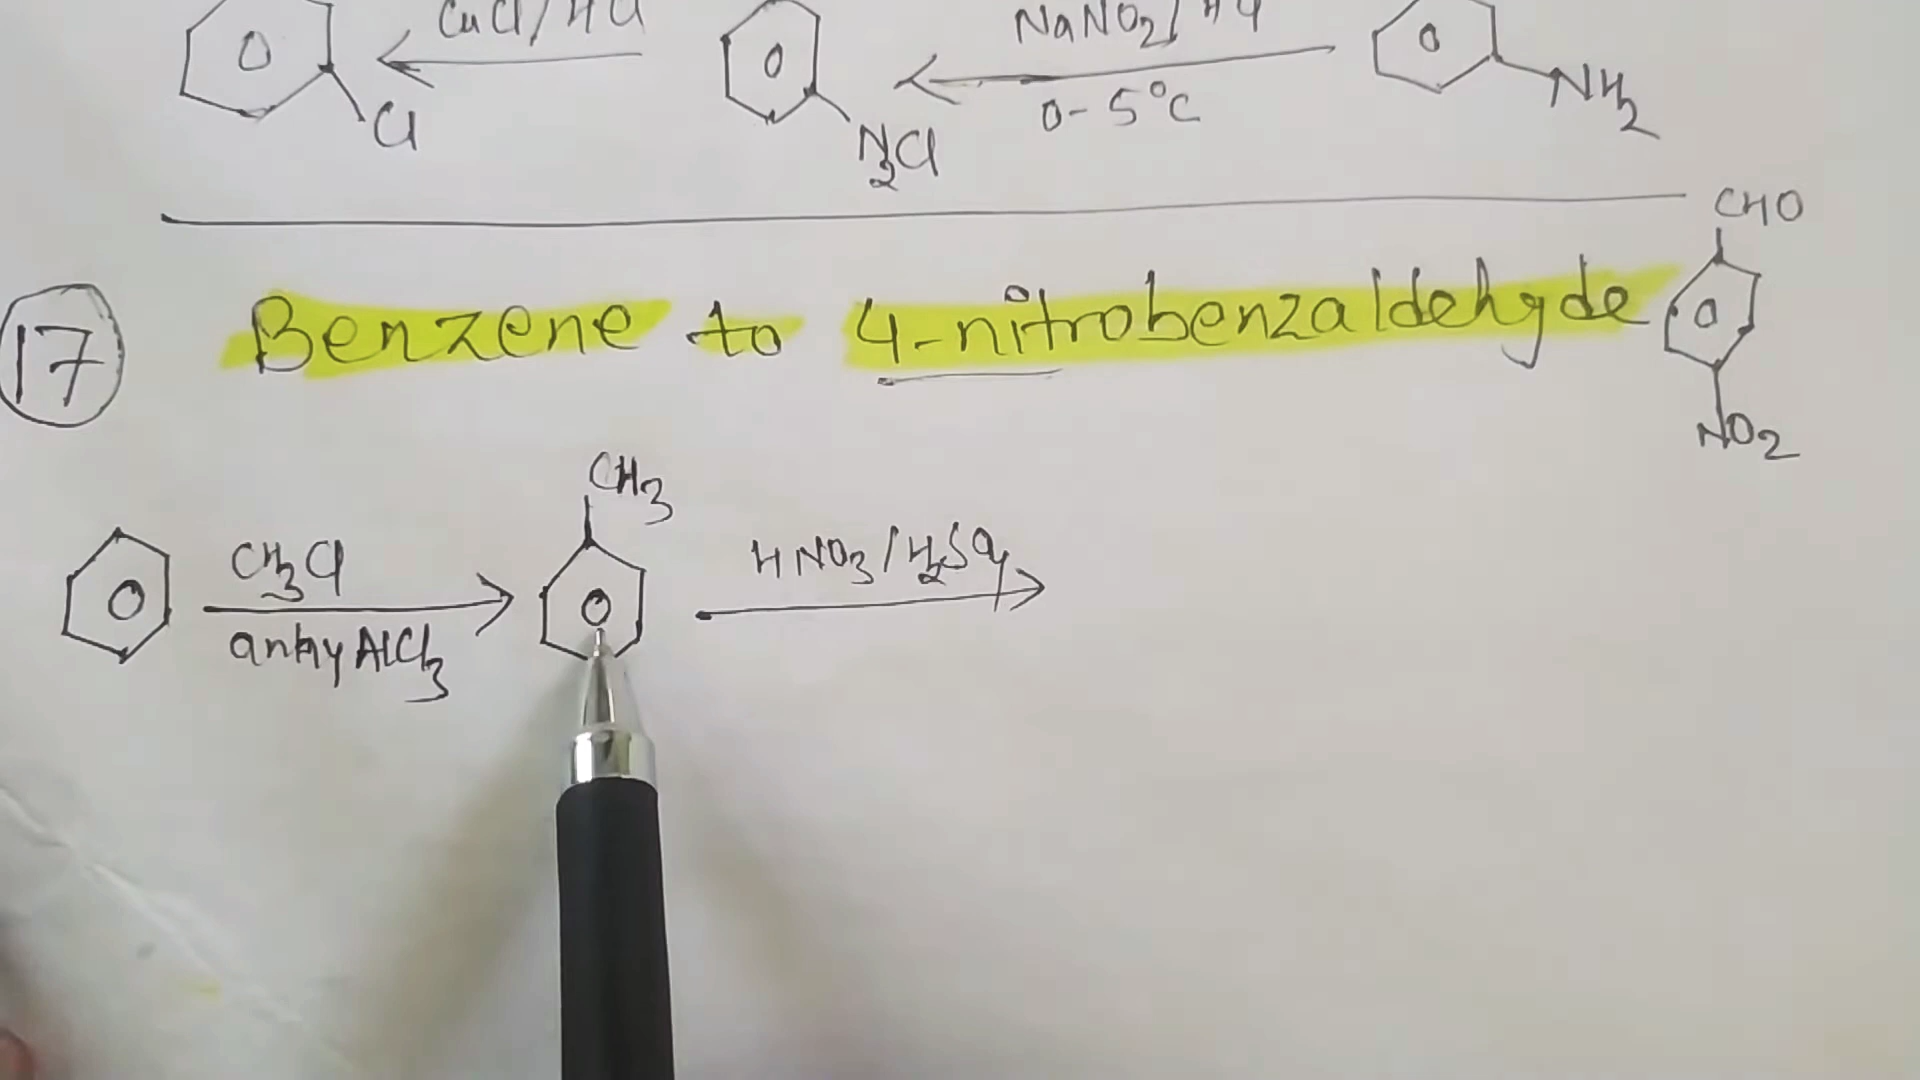 CuCl/HCl NaNO2/HCl
0-5°C NH2
Cl N2Cl
CHO
17 Benzene to 4-nitrobenzaldehyde
NO2
CH3
CH3Cl HNO3/H2SO4
anhy AlCl3